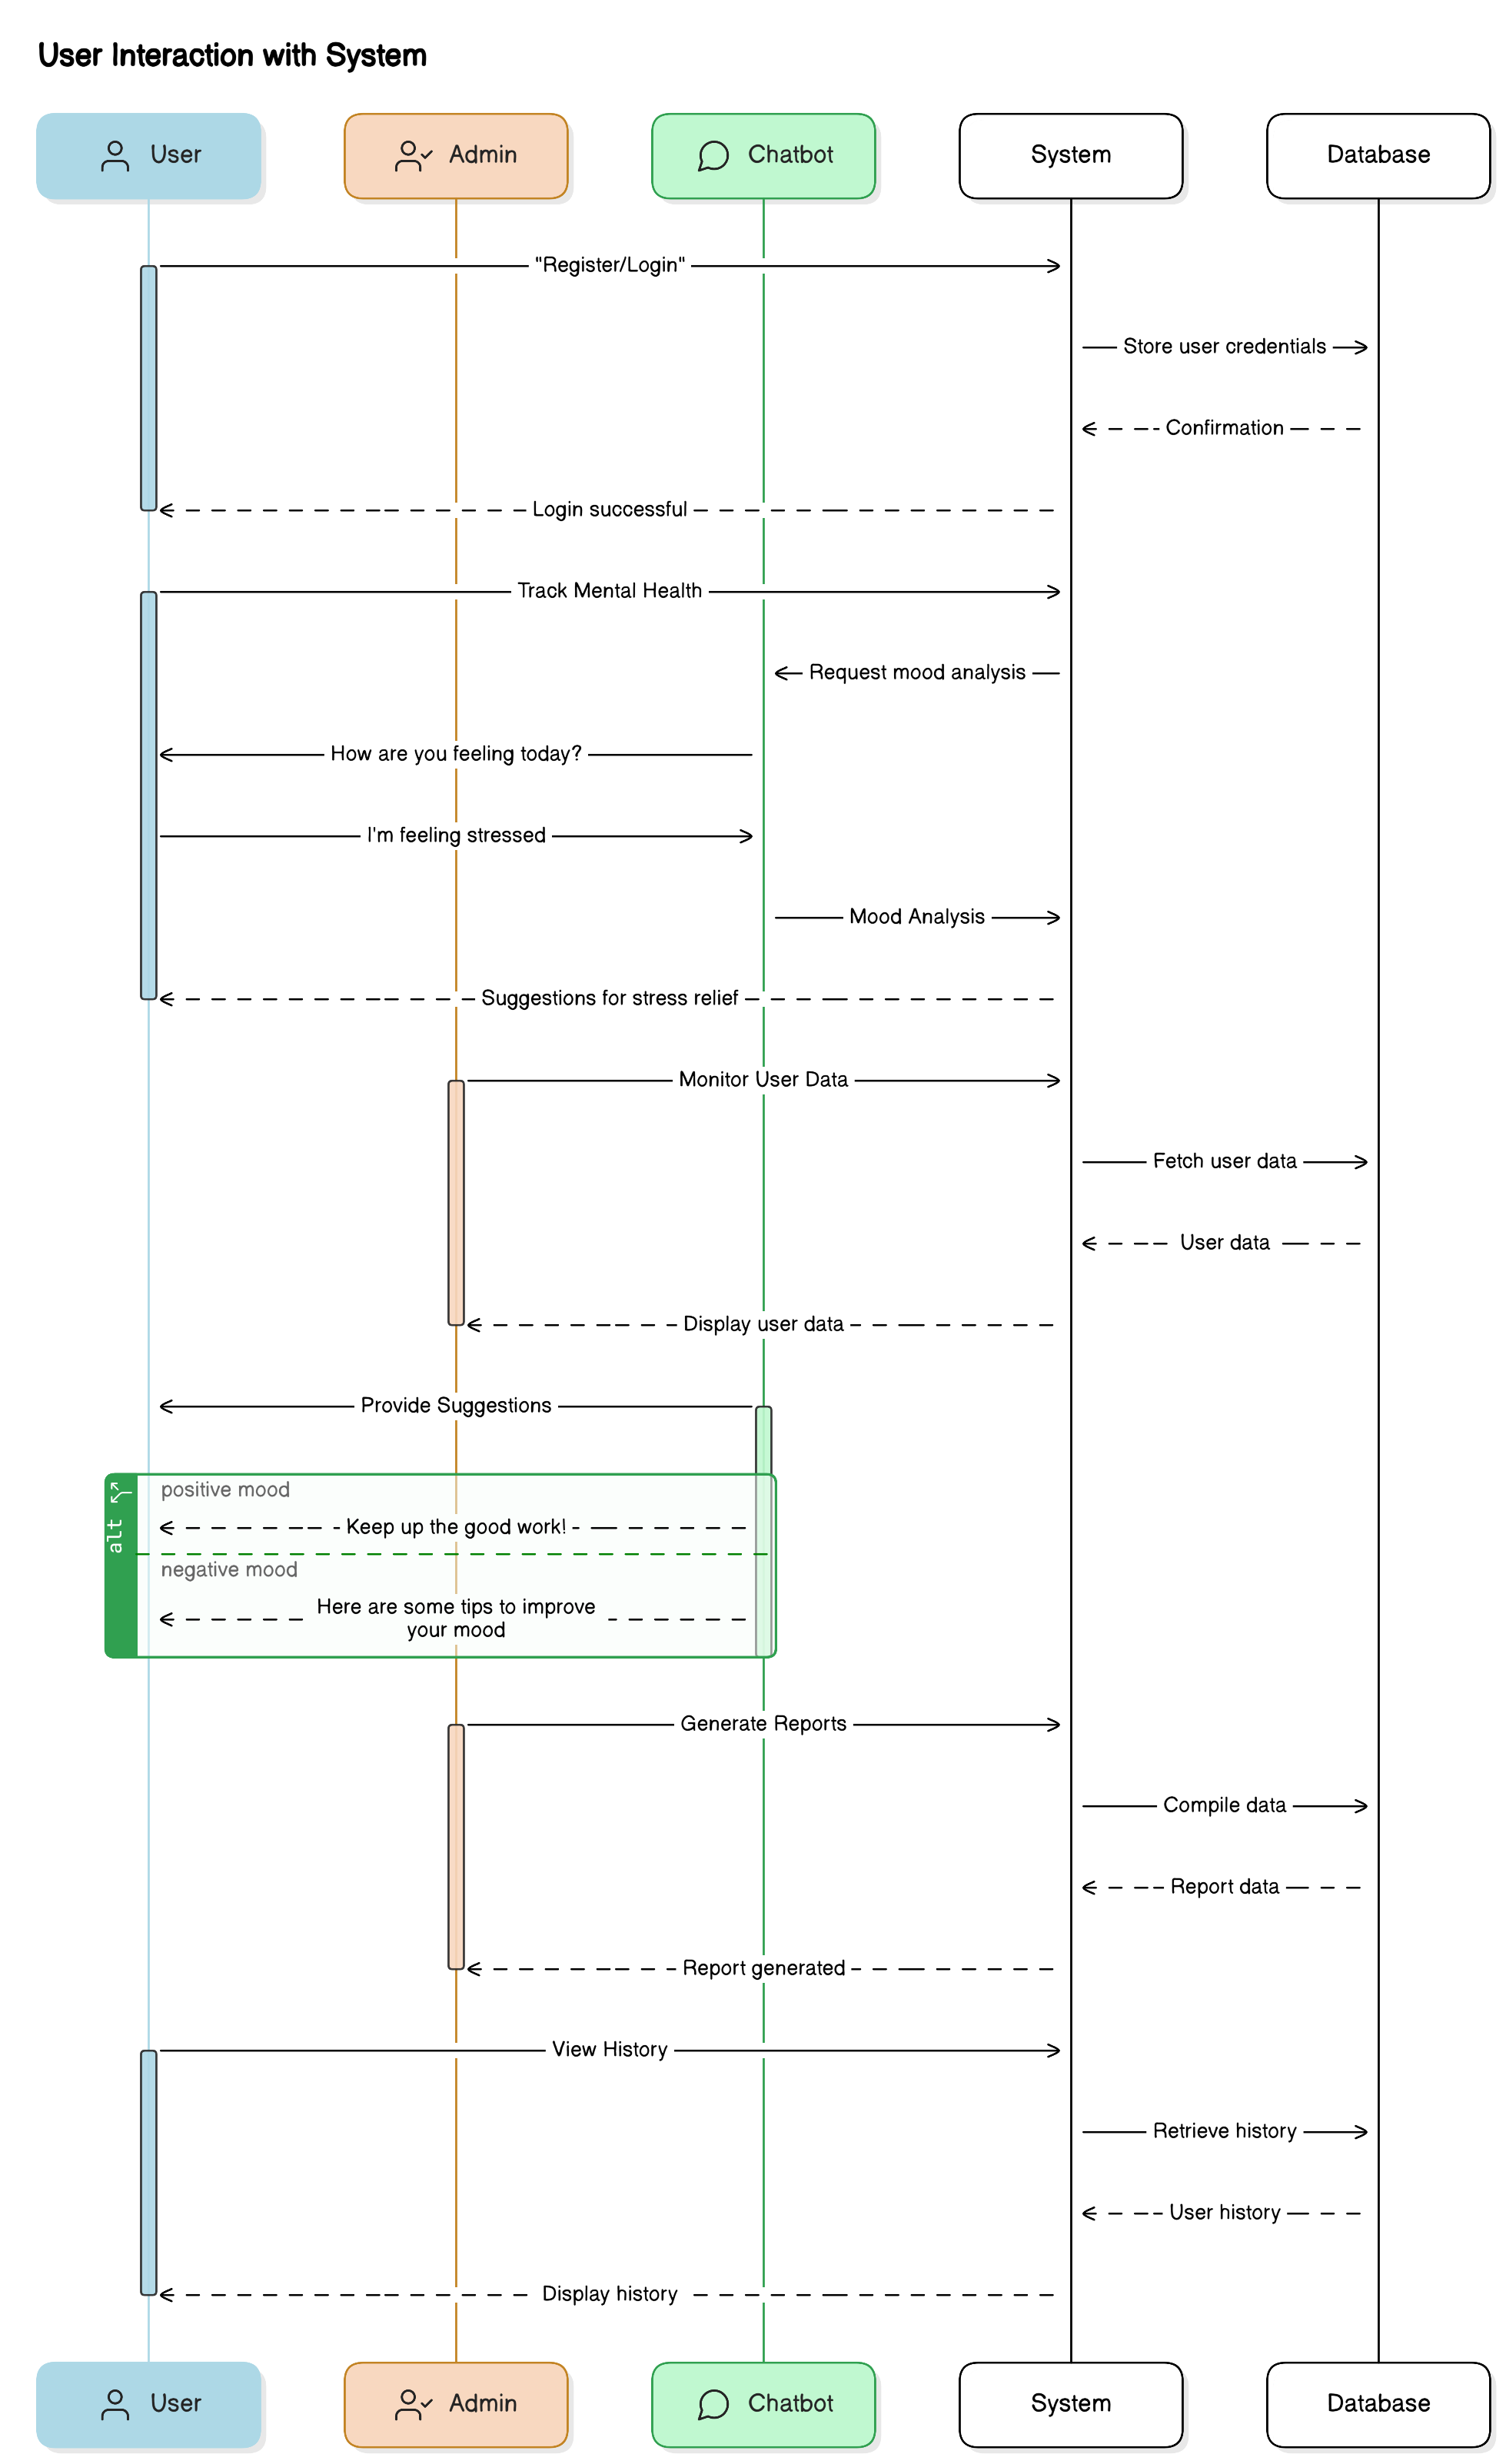 User Interaction with System
User
Admin
Chatbot
System
Database
"Register/Login"
Store user credentials
Confirmation
Login successful
Track Mental Health
Request mood analysis
How are you feeling today?
I'm feeling stressed
Mood Analysis
Suggestions for stress relief
Monitor User Data
Fetch user data
User data
Display user data
Provide Suggestions
alt
positive mood
Keep up the good work!
negative mood
Here are some tips to improve
your mood
Generate Reports
Compile data
Report data
Report generated
View History
Retrieve history
User history
Display history
User
Admin
Chatbot
System
Database